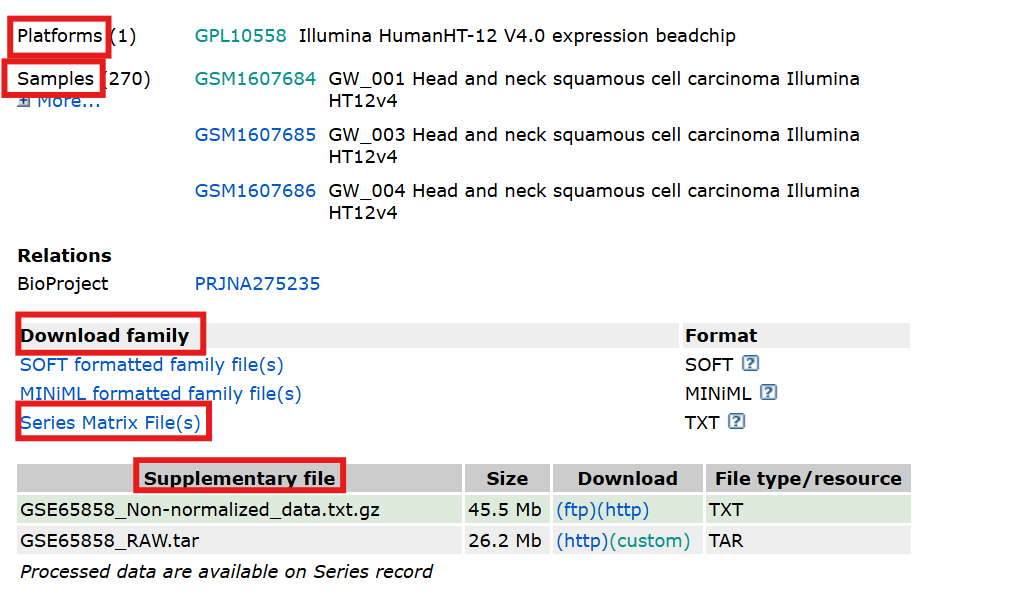 Platforms (1) GPL10558 Illumina HumanHT-12 V4.0 expression beadchip
Samples (270) GSM1607684 GW_001 Head and neck squamous cell carcinoma Illumina
More... HT12v4
GSM1607685 GW_003 Head and neck squamous cell carcinoma Illumina
HT12v4
GSM1607686 GW_004 Head and neck squamous cell carcinoma Illumina
HT12v4
Relations
BioProject PRJNA275235
Download family Format
SOFT formatted family file(s) SOFT ?
MINiML formatted family file(s) MINiML ?
Series Matrix File(s) TXT ?
Supplementary file Size Download File type/resource
GSE65858_Non-normalized_data.txt.gz 45.5 Mb (ftp)(http) TXT
GSE65858_RAW.tar 26.2 Mb (http)(custom) TAR
Processed data are available on Series record